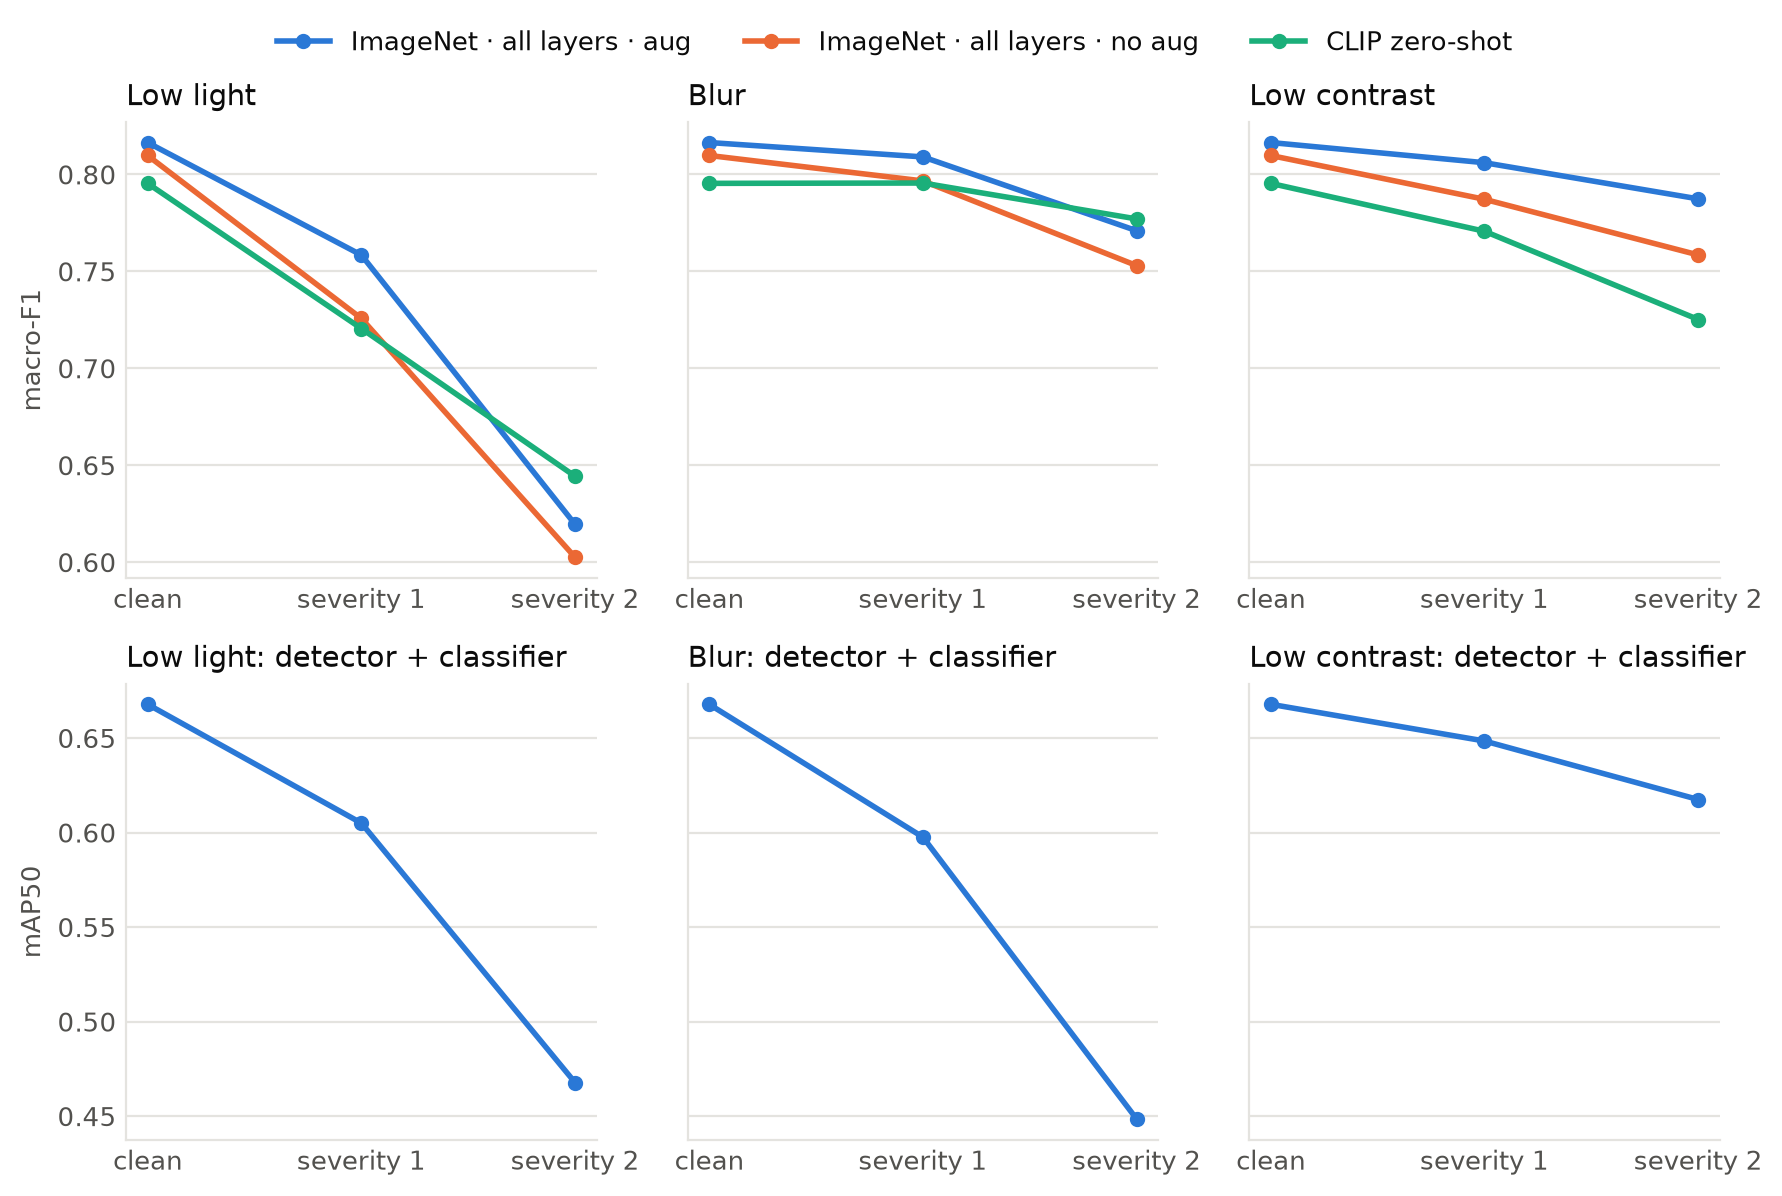 ImageNet · all layers · aug
ImageNet · all layers · no aug
CLIP zero-shot
Low light
Blur
Low contrast
macro-F1
0.80
0.75
0.70
0.65
0.60
clean severity 1 severity 2
clean severity 1 severity 2
clean severity 1 severity 2
Low light: detector + classifier
Blur: detector + classifier
Low contrast: detector + classifier
mAP50
0.65
0.60
0.55
0.50
0.45
clean severity 1 severity 2
clean severity 1 severity 2
clean severity 1 severity 2